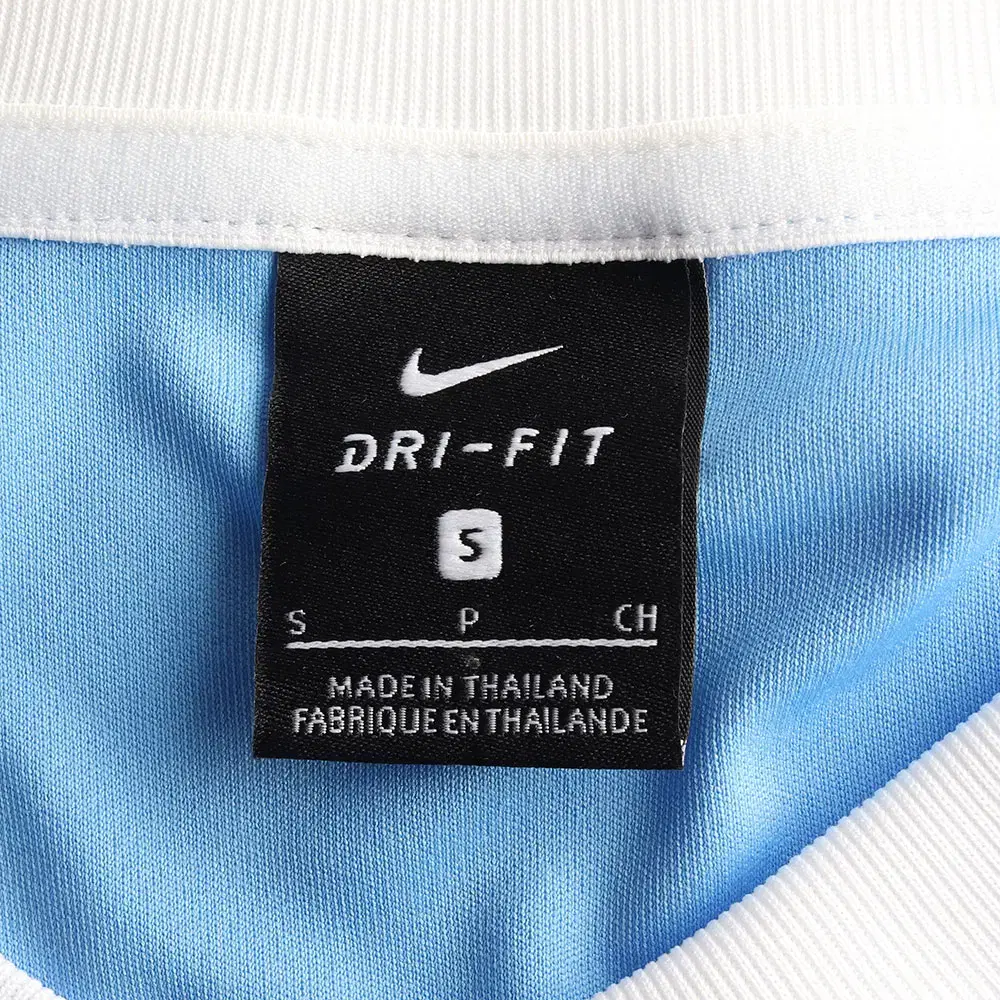 DRI-FIT
S
S P CH
MADE IN THAILAND
FABRIQUE EN THAILANDE